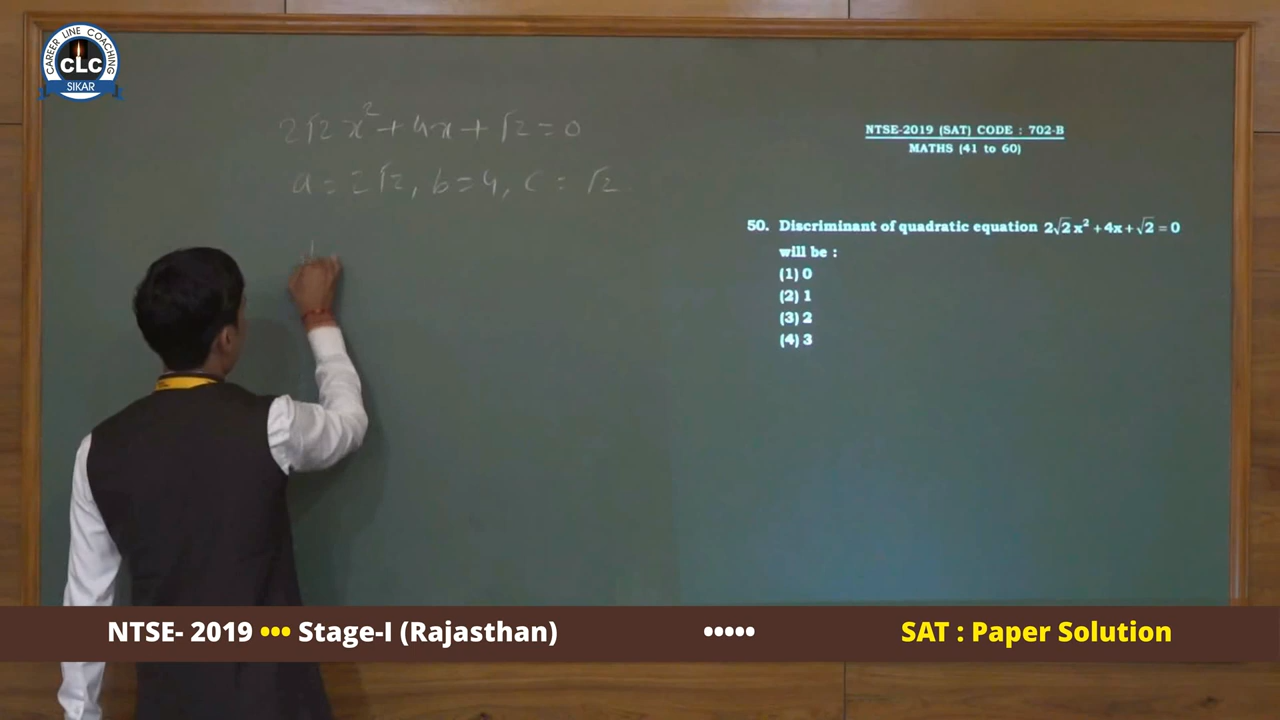 CAREER LINE COACHING
CLC
SIKAR
2√2 x² + 4x + √2 = 0
a = 2√2, b = 4, c = √2
NTSE-2019 (SAT) CODE : 702-B
MATHS (41 to 60)
50. Discriminant of quadratic equation 2√2 x² + 4x + √2 = 0
will be :
(1) 0
(2) 1
(3) 2
(4) 3
NTSE- 2019 ••• Stage-I (Rajasthan) ••••• SAT : Paper Solution